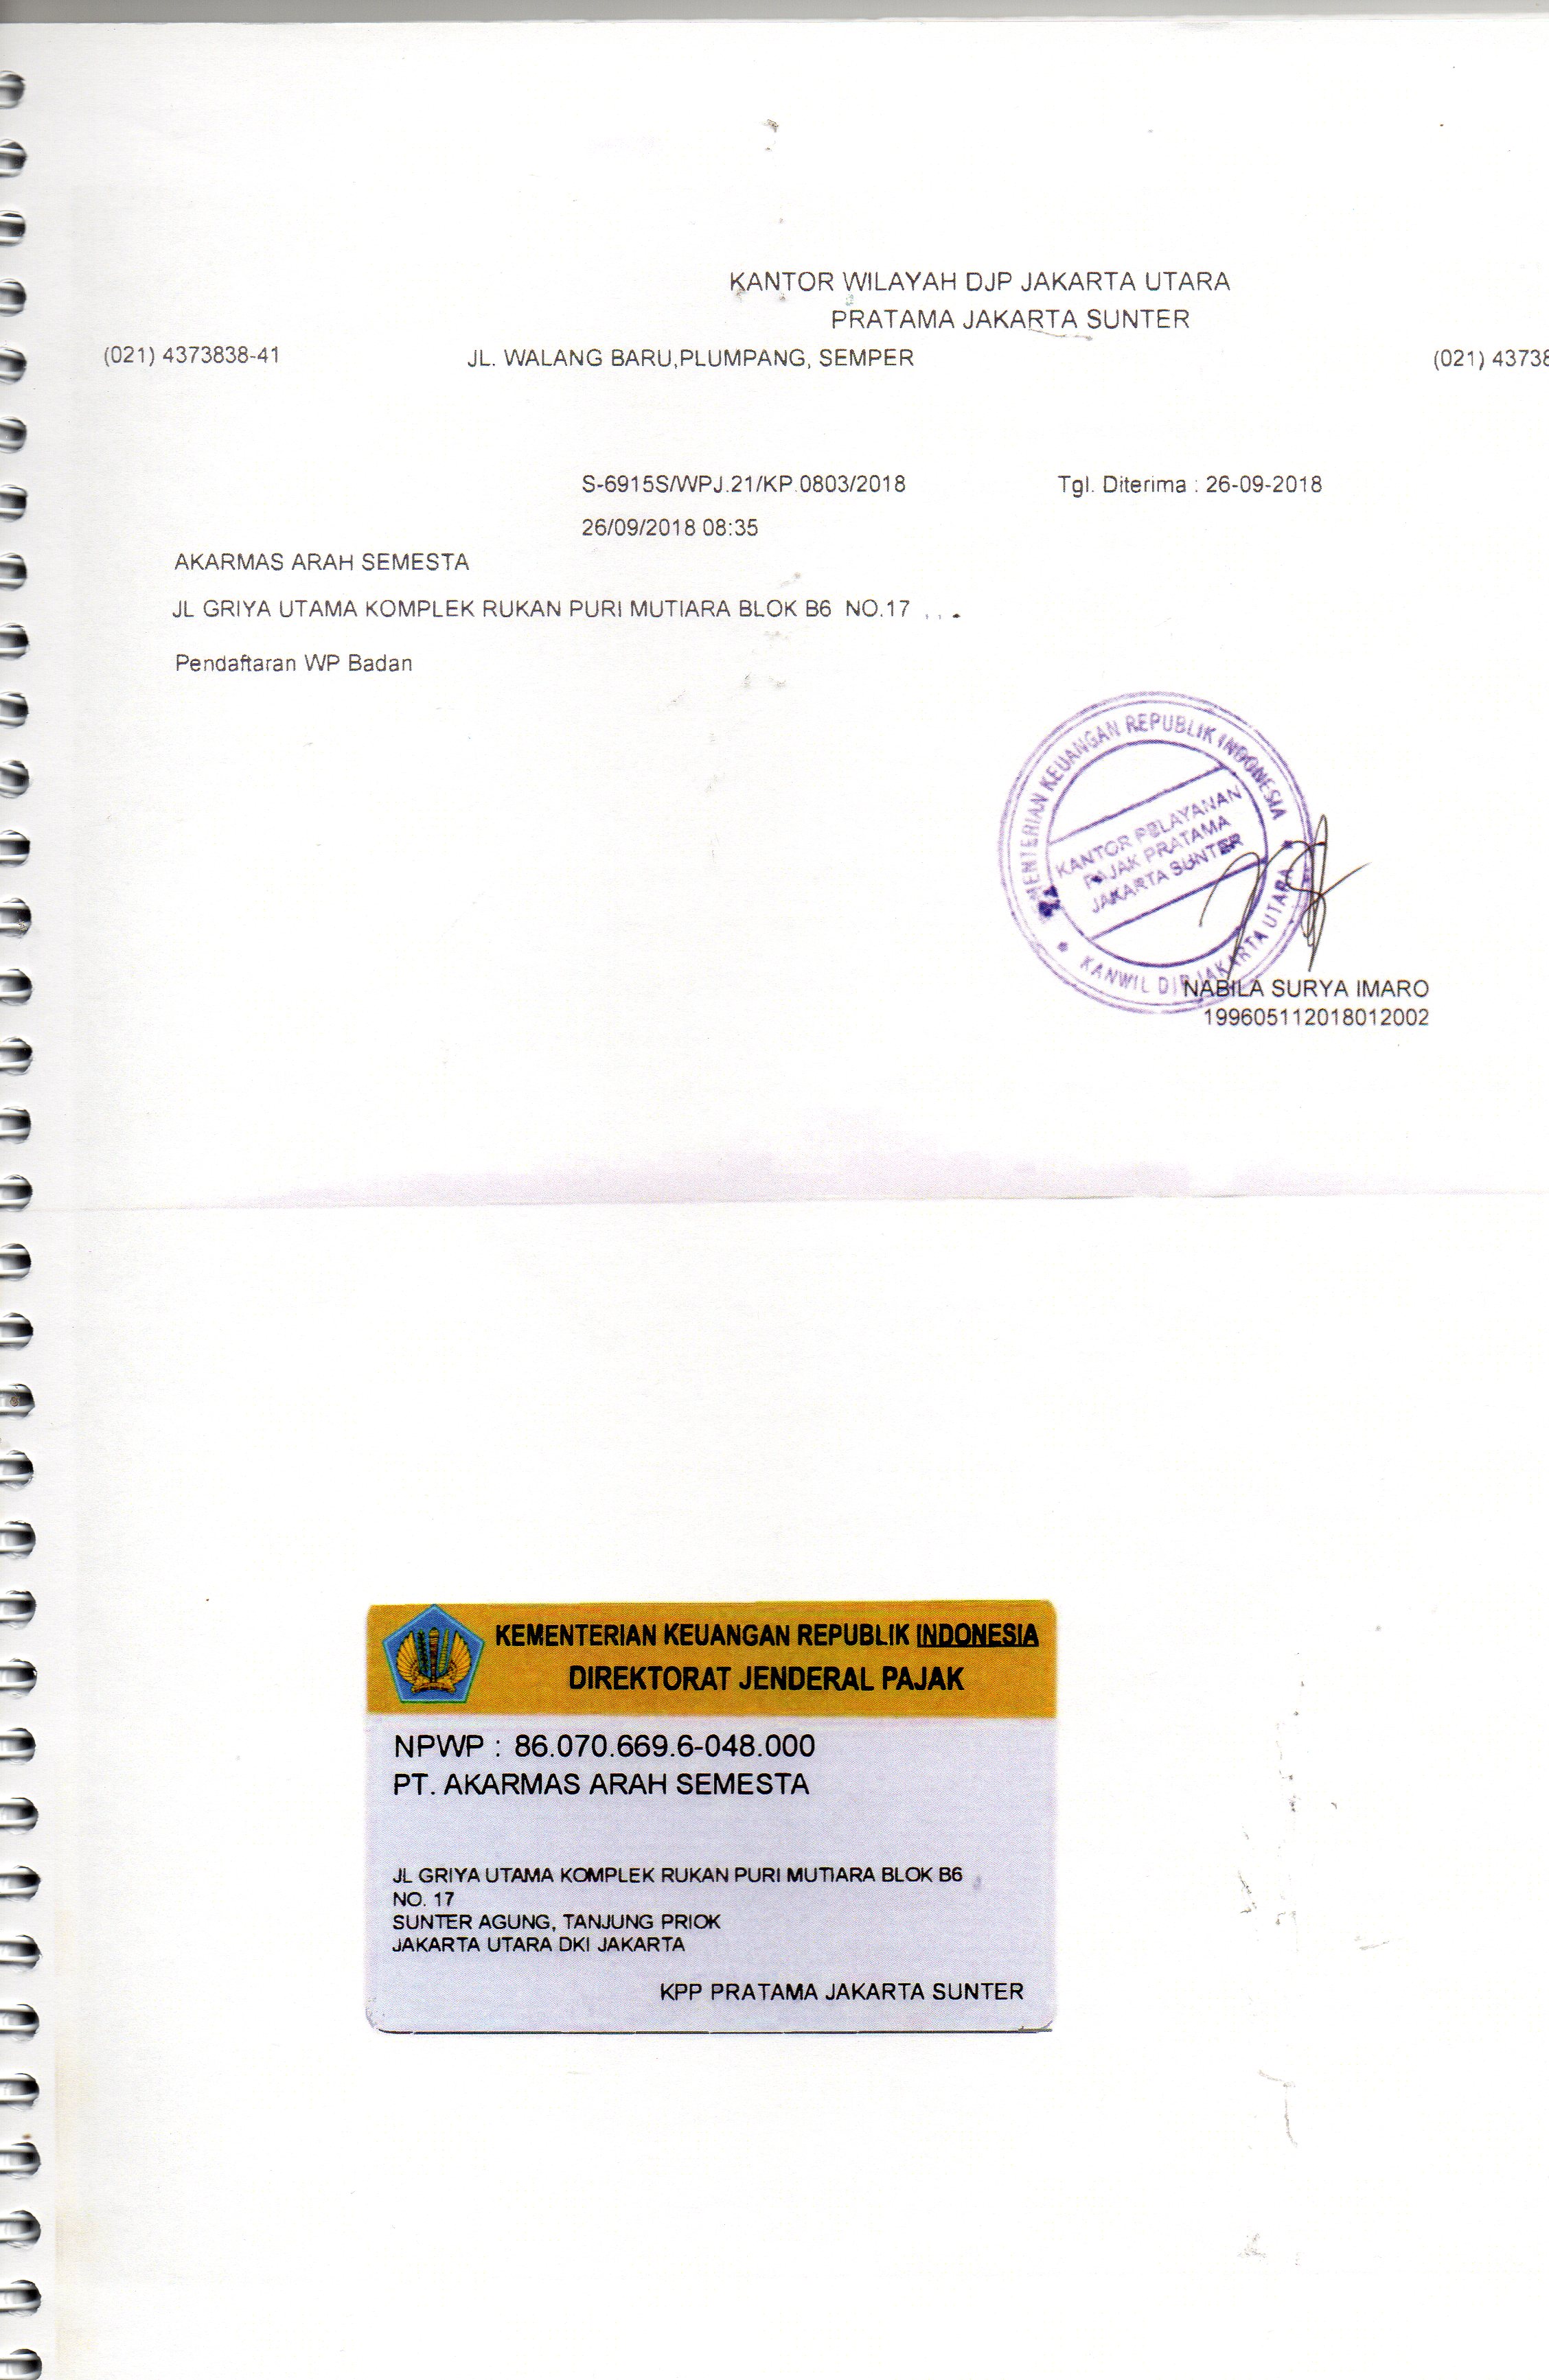 KANTOR WILAYAH DJP JAKARTA UTARA
PRATAMA JAKARTA SUNTER
(021) 4373838-41 JL. WALANG BARU,PLUMPANG, SEMPER (021) 43738
S-6915S/WPJ.21/KP.0803/2018 Tgl. Diterima : 26-09-2018
26/09/2018 08:35
AKARMAS ARAH SEMESTA
JL GRIYA UTAMA KOMPLEK RUKAN PURI MUTIARA BLOK B6 NO.17 , , .
Pendaftaran WP Badan
KEMENTERIAN KEUANGAN REPUBLIK INDONESIA
KANTOR PELAYANAN
PAJAK PRATAMA
JAKARTA SUNTER
KANWIL DJP JAKARTA UTARA
NABILA SURYA IMARO
199605112018012002
KEMENTERIAN KEUANGAN REPUBLIK INDONESIA
DIREKTORAT JENDERAL PAJAK
NPWP : 86.070.669.6-048.000
PT. AKARMAS ARAH SEMESTA
JL GRIYA UTAMA KOMPLEK RUKAN PURI MUTIARA BLOK B6
NO. 17
SUNTER AGUNG, TANJUNG PRIOK
JAKARTA UTARA DKI JAKARTA
KPP PRATAMA JAKARTA SUNTER